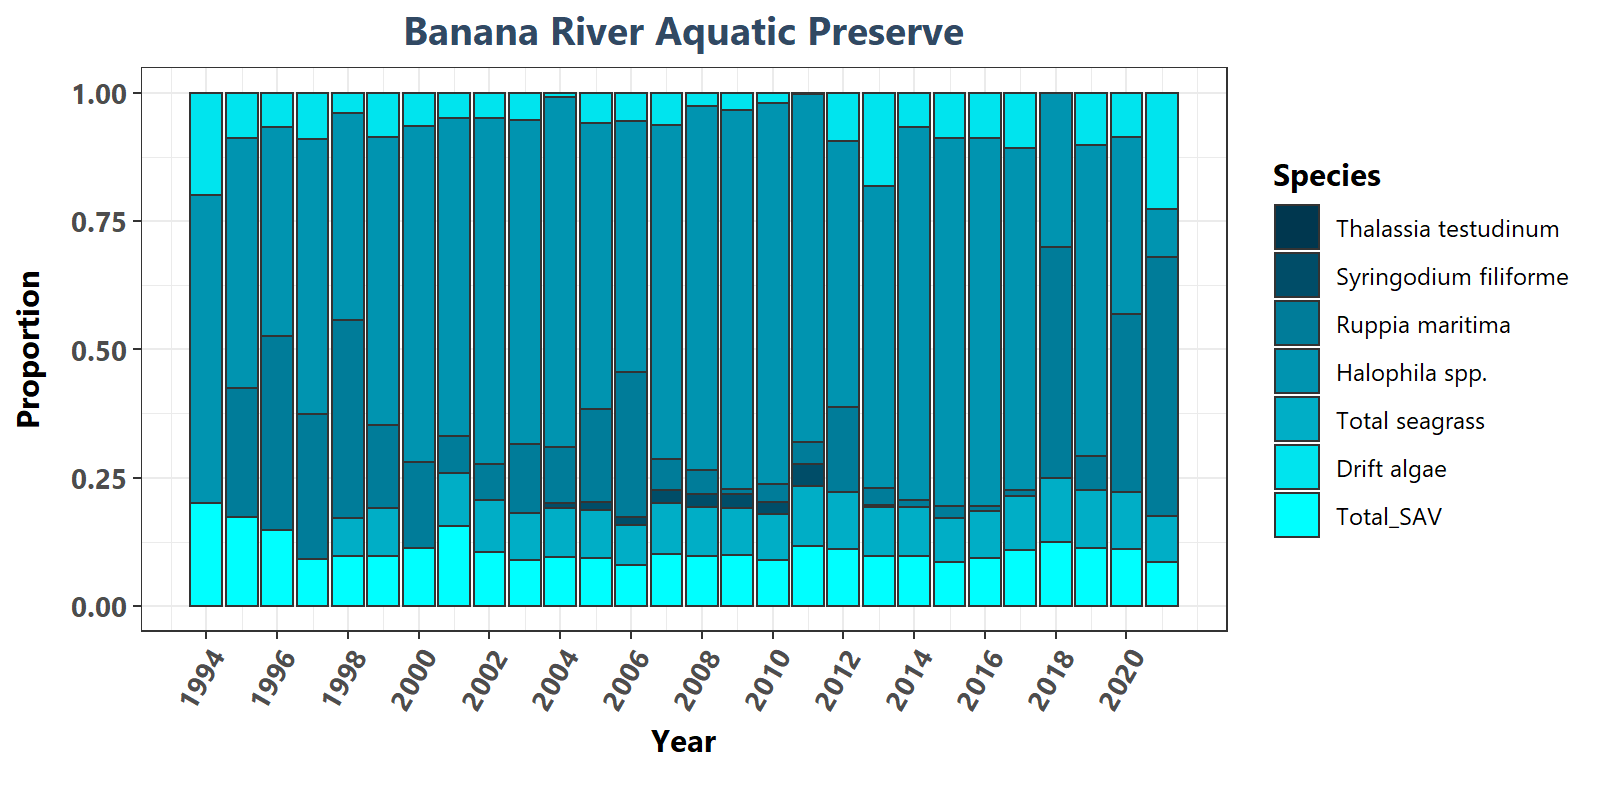 Banana River Aquatic Preserve
1.00
0.75
0.50
0.25
0.00
Proportion
1994
1996
1998
2000
2002
2004
2006
2008
2010
2012
2014
2016
2018
2020
Year
Species
Thalassia testudinum
Syringodium filiforme
Ruppia maritima
Halophila spp.
Total seagrass
Drift algae
Total_SAV